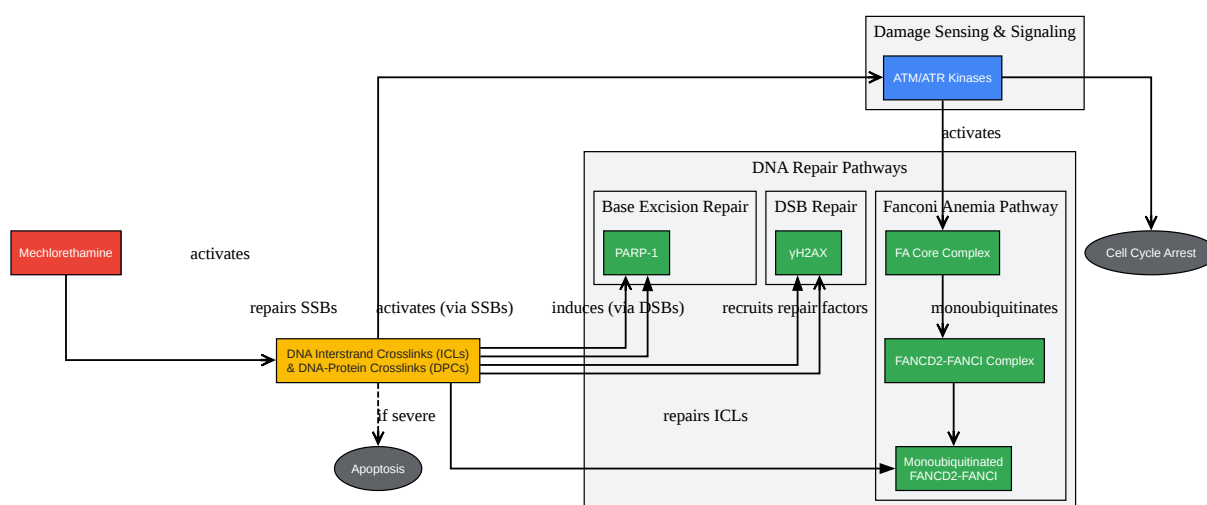 Damage Sensing & Signaling
ATM/ATR Kinases
activates
DNA Repair Pathways
Base Excision Repair
DSB Repair
Fanconi Anemia Pathway
Mechlorethamine
activates
PARP-1
γH2AX
FA Core Complex
Cell Cycle Arrest
repairs SSBs
activates (via SSBs)
induces (via DSBs)
recruits repair factors
monoubiquitinates
DNA Interstrand Crosslinks (ICLs)
& DNA-Protein Crosslinks (DPCs)
FANCD2-FANCI Complex
if severe
repairs ICLs
Apoptosis
Monoubiquitinated
FANCD2-FANCI